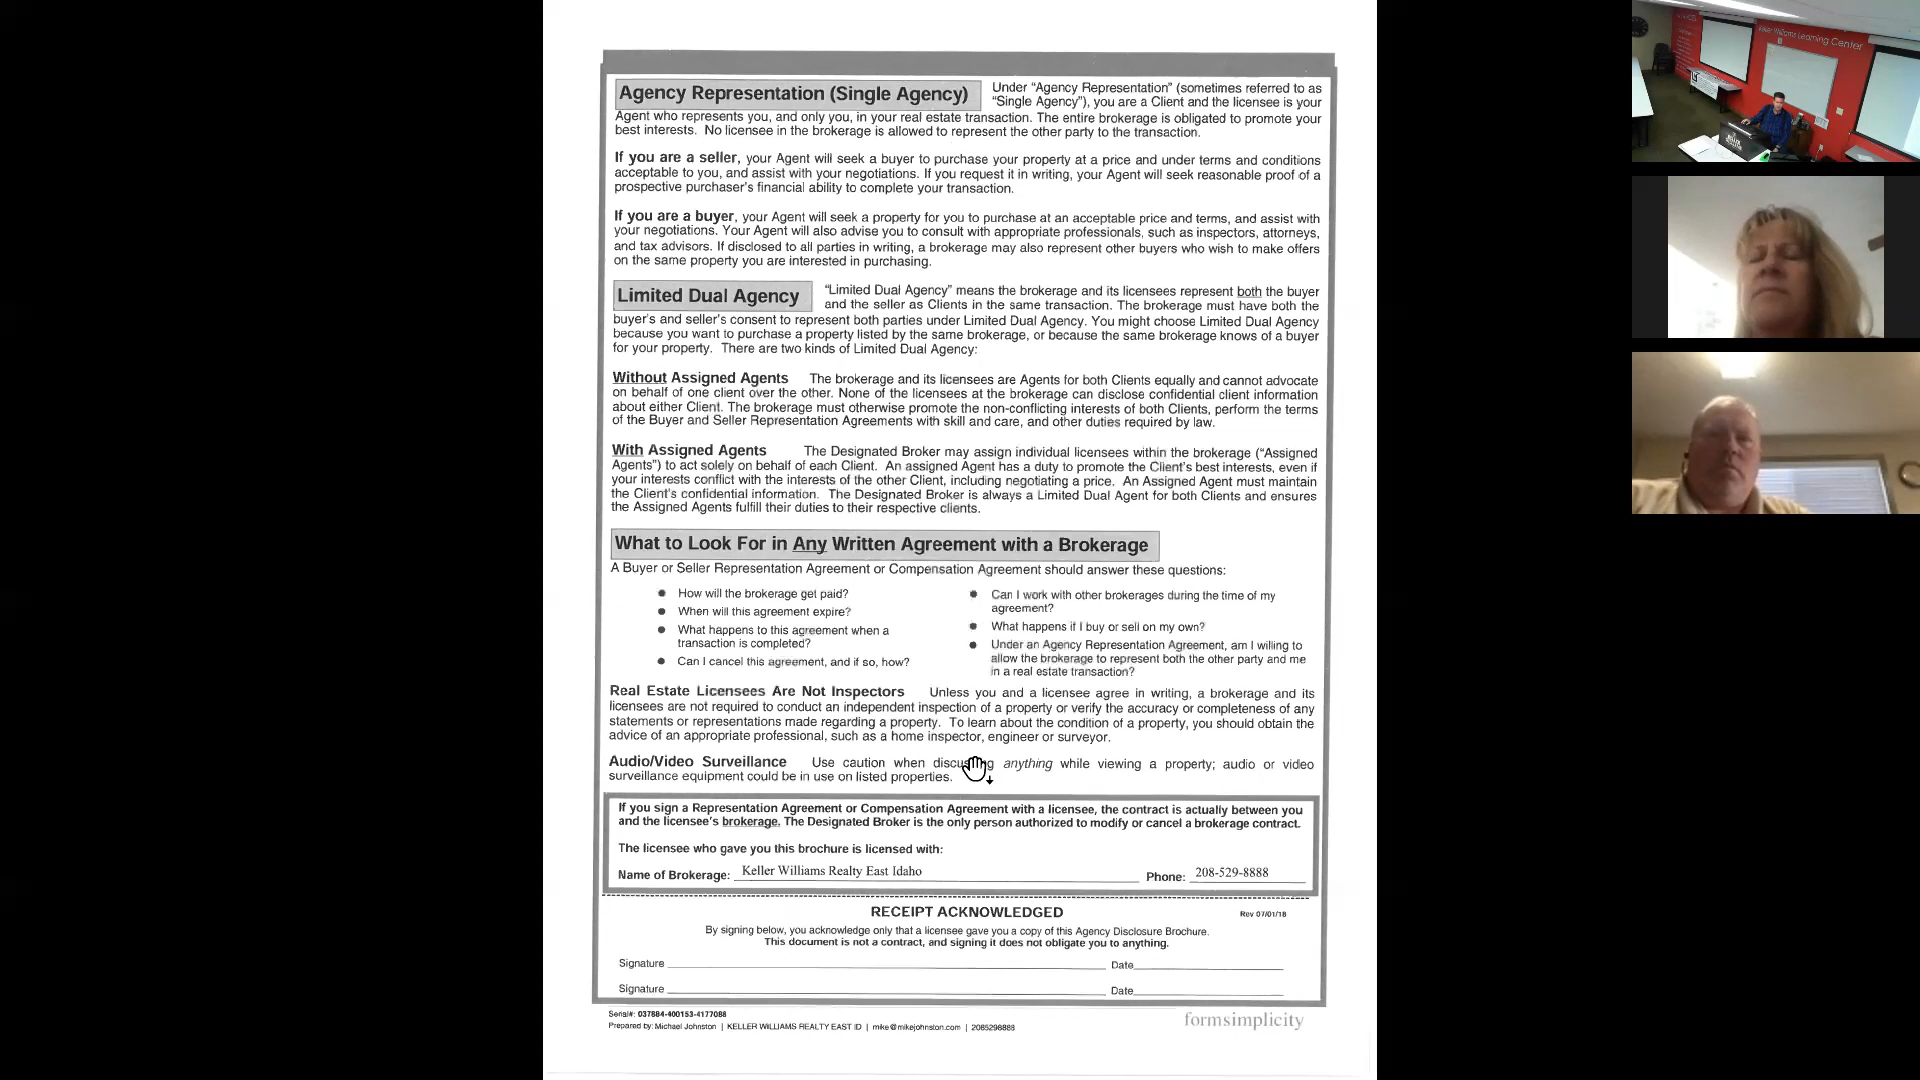 Agency Representation (Single Agency)
Under “Agency Representation” (sometimes referred to as
“Single Agency”), you are a Client and the licensee is your
Agent who represents you, and only you, in your real estate transaction. The entire brokerage is obligated to promote your
best interests. No licensee in the brokerage is allowed to represent the other party to the transaction.
If you are a seller, your Agent will seek a buyer to purchase your property at a price and under terms and conditions
acceptable to you, and assist with your negotiations. If you request it in writing, your Agent will seek reasonable proof of a
prospective purchaser’s financial ability to complete your transaction.
If you are a buyer, your Agent will seek a property for you to purchase at an acceptable price and terms, and assist with
your negotiations. Your Agent will also advise you to consult with appropriate professionals, such as inspectors, attorneys,
and tax advisors. If disclosed to all parties in writing, a brokerage may also represent other buyers who wish to make offers
on the same property you are interested in purchasing.
Limited Dual Agency
“Limited Dual Agency” means the brokerage and its licensees represent both the buyer
and the seller as Clients in the same transaction. The brokerage must have both the
buyer’s and seller’s consent to represent both parties under Limited Dual Agency. You might choose Limited Dual Agency
because you want to purchase a property listed by the same brokerage, or because the same brokerage knows of a buyer
for your property. There are two kinds of Limited Dual Agency:
Without Assigned Agents The brokerage and its licensees are Agents for both Clients equally and cannot advocate
on behalf of one client over the other. None of the licensees at the brokerage can disclose confidential client information
about either Client. The brokerage must otherwise promote the non-conflicting interests of both Clients, perform the terms
of the Buyer and Seller Representation Agreements with skill and care, and other duties required by law.
With Assigned Agents The Designated Broker may assign individual licensees within the brokerage (“Assigned
Agents”) to act solely on behalf of each Client. An assigned Agent has a duty to promote the Client’s best interests, even if
your interests conflict with the interests of the other Client, including negotiating a price. An Assigned Agent must maintain
the Client’s confidential information. The Designated Broker is always a Limited Dual Agent for both Clients and ensures
the Assigned Agents fulfill their duties to their respective clients.
What to Look For in Any Written Agreement with a Brokerage
A Buyer or Seller Representation Agreement or Compensation Agreement should answer these questions:
● How will the brokerage get paid?
● When will this agreement expire?
● What happens to this agreement when a
transaction is completed?
● Can I cancel this agreement, and if so, how?
● Can I work with other brokerages during the time of my
agreement?
● What happens if I buy or sell on my own?
● Under an Agency Representation Agreement, am I willing to
allow the brokerage to represent both the other party and me
in a real estate transaction?
Real Estate Licensees Are Not Inspectors Unless you and a licensee agree in writing, a brokerage and its
licensees are not required to conduct an independent inspection of a property or verify the accuracy or completeness of any
statements or representations made regarding a property. To learn about the condition of a property, you should obtain the
advice of an appropriate professional, such as a home inspector, engineer or surveyor.
Audio/Video Surveillance Use caution when discussing anything while viewing a property; audio or video
surveillance equipment could be in use on listed properties.
If you sign a Representation Agreement or Compensation Agreement with a licensee, the contract is actually between you
and the licensee’s brokerage. The Designated Broker is the only person authorized to modify or cancel a brokerage contract.
The licensee who gave you this brochure is licensed with:
Name of Brokerage: Keller Williams Realty East Idaho Phone: 208-529-8888
RECEIPT ACKNOWLEDGED
Rev 07/01/18
By signing below, you acknowledge only that a licensee gave you a copy of this Agency Disclosure Brochure.
This document is not a contract, and signing it does not obligate you to anything.
Signature Date
Signature Date
Serial#: 037884-400153-4177088
Prepared by: Michael Johnston | KELLER WILLIAMS REALTY EAST ID | mike@mikejohnston.com | 2085298888
formsimplicity
Keller Williams Learning Center